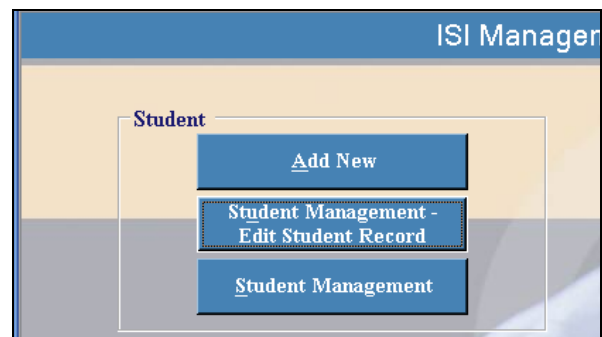 ISI Manager
Student
Add New
Student Management -
Edit Student Record
Student Management